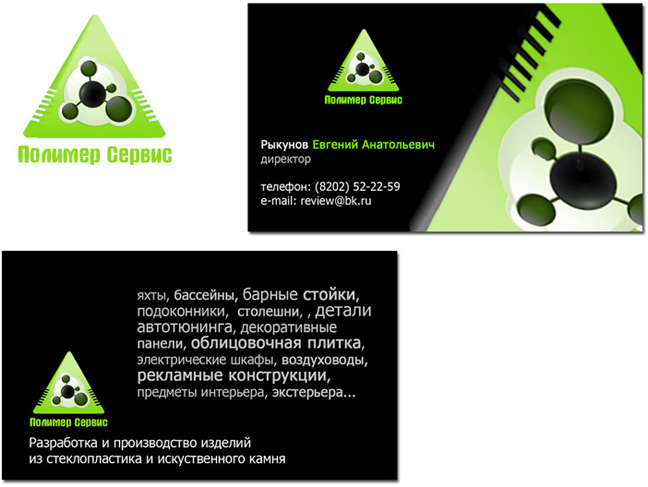 Полимер Сервис
Полимер Сервис
Рыкунов Евгений Анатольевич
директор
телефон: (8202) 52-22-59
e-mail: review@bk.ru
яхты, бассейны, барные стойки,
подоконники, столешни, , детали
автотюнинга, декоративные
панели, облицовочная плитка,
электрические шкафы, воздуховоды,
рекламные конструкции,
предметы интерьера, экстерьера...
Полимер Сервис
Разработка и производство изделий
из стеклопластика и искуственного камня